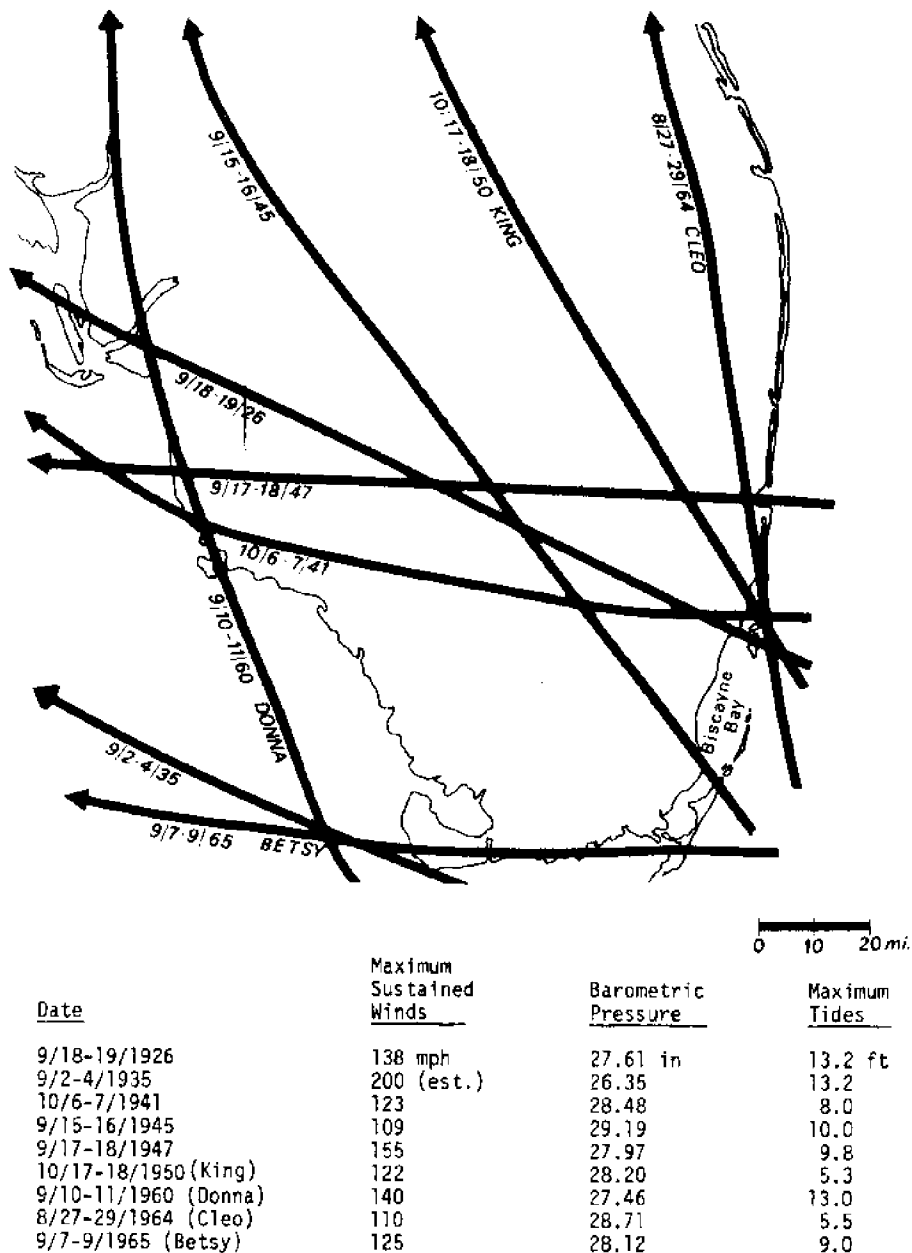 9/15-16/45
10/17-18/50 KING
8/27-29/64 CLEO
9/18-19/26
9/17-18/47
10/6-7/41
9/10-11/60 DONNA
Biscayne
Bay
9/2-4/35
9/7-9/65 BETSY
0 10 20 mi.
Date Maximum Sustained Winds Barometric Pressure Maximum Tides
9/18-19/1926 138 mph 27.61 in 13.2 ft
9/2-4/1935 200 (est.) 26.35 13.2
10/6-7/1941 123 28.48 8.0
9/15-16/1945 109 29.19 10.0
9/17-18/1947 155 27.97 9.8
10/17-18/1950 (King) 122 28.20 5.3
9/10-11/1960 (Donna) 140 27.46 13.0
8/27-29/1964 (Cleo) 110 28.71 5.5
9/7-9/1965 (Betsy) 125 28.12 9.0